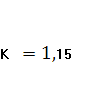 K = 1,15